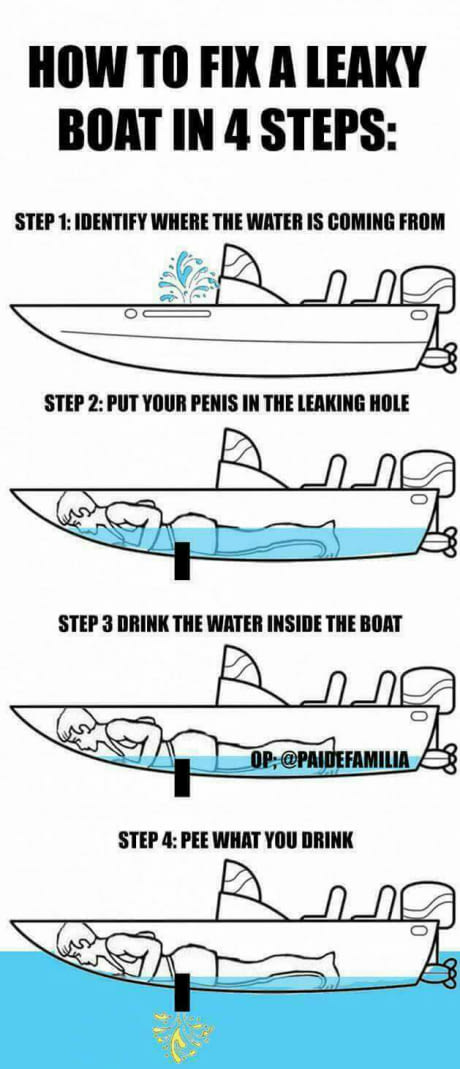 HOW TO FIX A LEAKY
BOAT IN 4 STEPS:
STEP 1: IDENTIFY WHERE THE WATER IS COMING FROM
STEP 2: PUT YOUR PENIS IN THE LEAKING HOLE
STEP 3 DRINK THE WATER INSIDE THE BOAT
OP; @PAIDEFAMILIA
STEP 4: PEE WHAT YOU DRINK